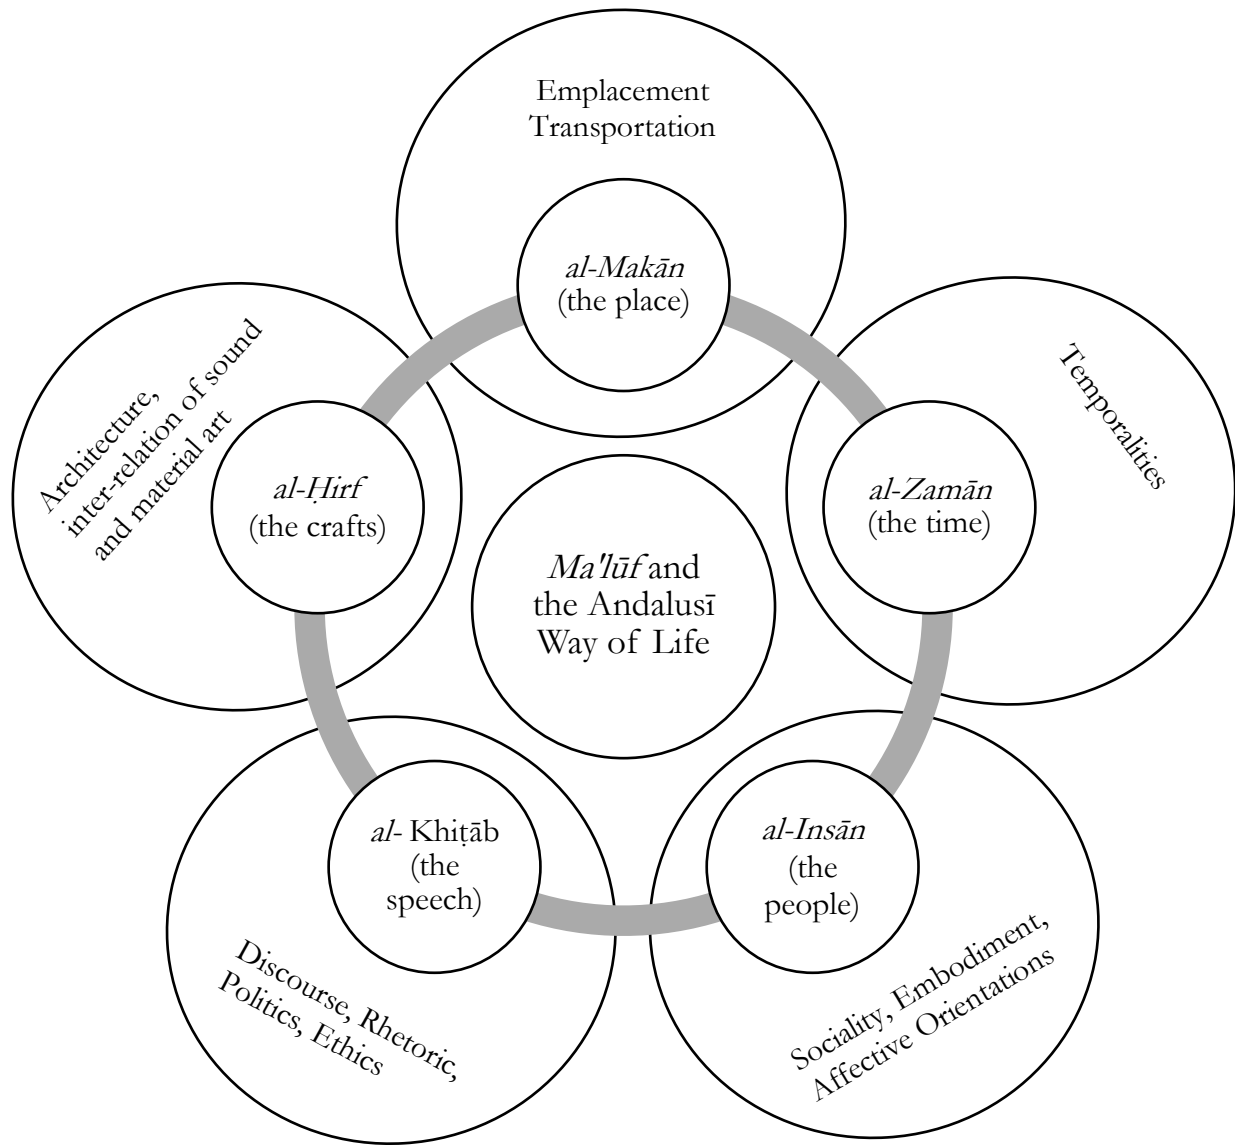 Emplacement
Transportation
al-Makān
(the place)
Temporalities
al-Zamān
(the time)
al-Insān
(the
people)
Sociality, Embodiment,
Affective Orientations
al- Khiṭāb
(the
speech)
Discourse, Rhetoric,
Politics, Ethics
Architecture,
inter-relation of sound
and material art
al-Ḥirf
(the crafts)
Ma'lūf and
the Andalusī
Way of Life